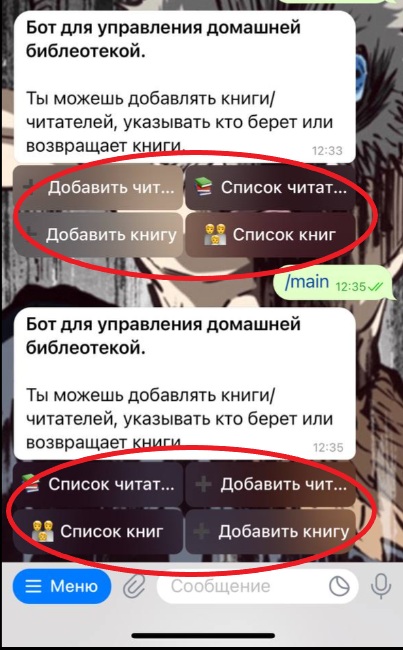 Бот для управления домашней
библеотекой.
Ты можешь добавлять книги/
читателей, указывать кто берет или
возвращает книги.
12:33
➕ Добавить чит...
📚 Список читат...
➕ Добавить книгу
👨‍👩‍👦 Список книг
/main 12:35
Бот для управления домашней
библеотекой.
Ты можешь добавлять книги/
читателей, указывать кто берет или
возвращает книги.
12:35
📚 Список читат...
➕ Добавить чит...
👨‍👩‍👦 Список книг
➕ Добавить книгу
Меню
Сообщение